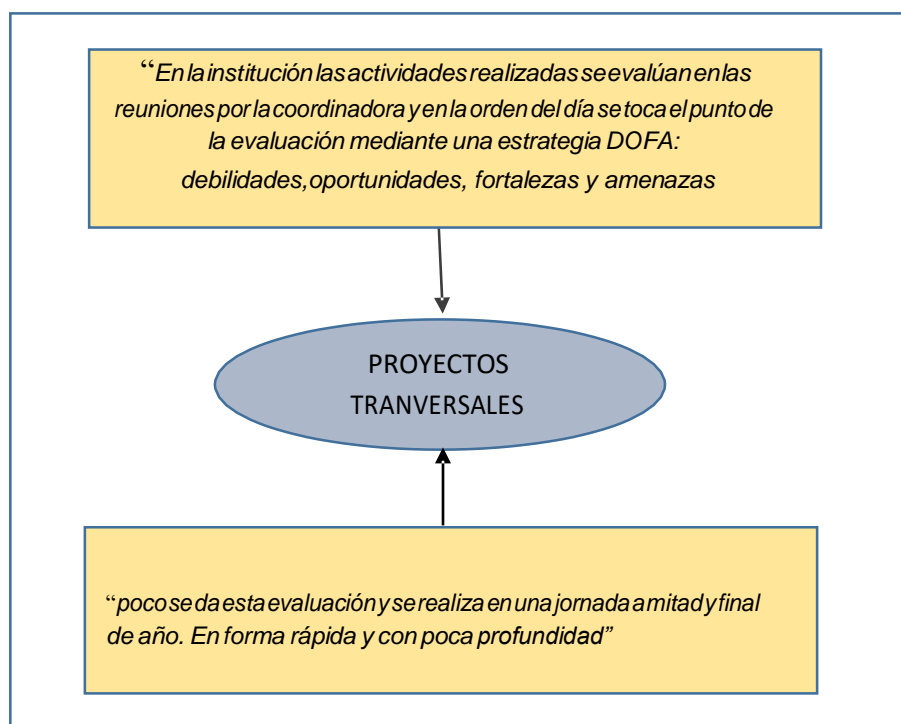 “En la institución las actividades realizadas se evalúan en las
reuniones por la coordinadora y en la orden del día se toca el punto de
la evaluación mediante una estrategia DOFA:
debilidades, oportunidades, fortalezas y amenazas
PROYECTOS
TRANVERSALES
“poco se da esta evaluación y se realiza en una jornada a mitad y final
de año. En forma rápida y con poca profundidad”